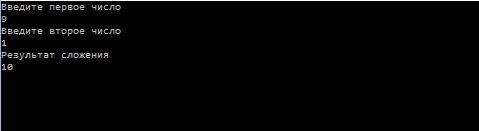 Введите первое число
9
Введите второе число
1
Результат сложения
10